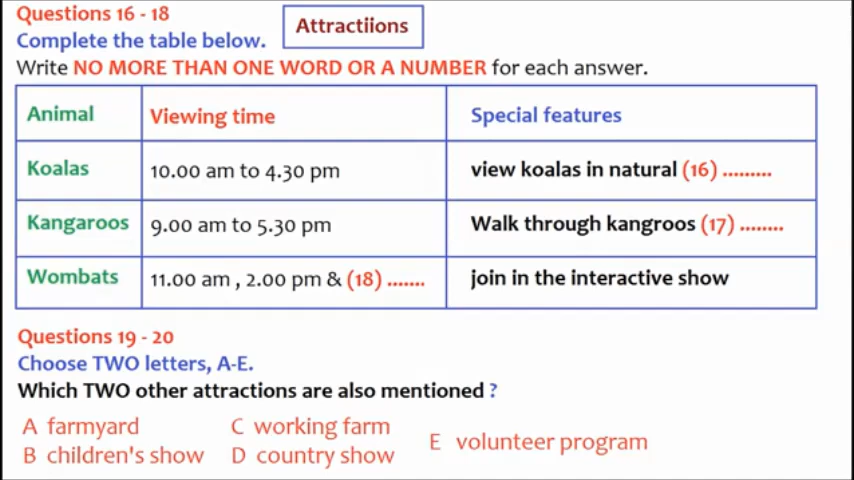 Questions 16 - 18
Attractiions
Complete the table below.
Write NO MORE THAN ONE WORD OR A NUMBER for each answer.
Animal Viewing time Special features
Koalas 10.00 am to 4.30 pm view koalas in natural (16) .........
Kangaroos 9.00 am to 5.30 pm Walk through kangroos (17) ........
Wombats 11.00 am , 2.00 pm & (18) ....... join in the interactive show
Questions 19 - 20
Choose TWO letters, A-E.
Which TWO other attractions are also mentioned ?
A farmyard C working farm
E volunteer program
B children's show D country show